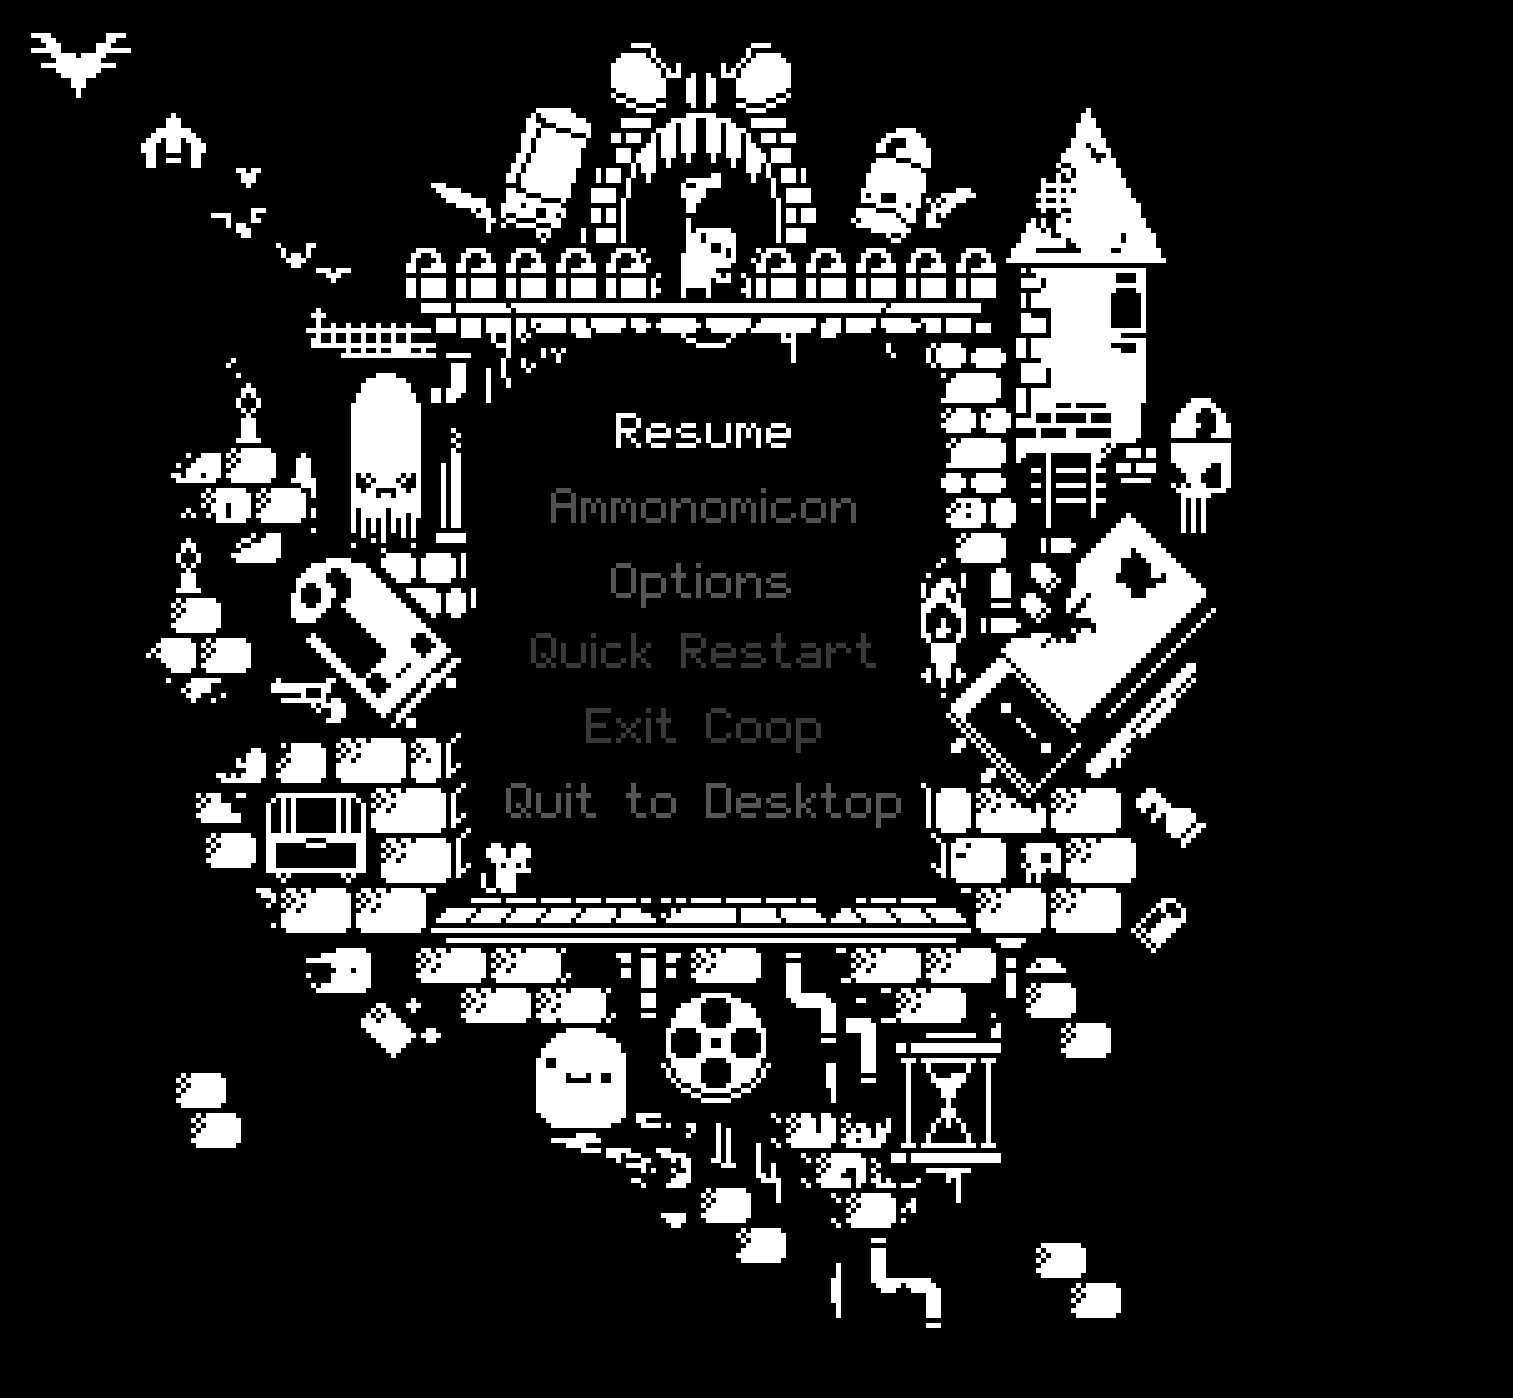 Resume
Ammonomicon
Options
Quick Restart
Exit Coop
Quit to Desktop